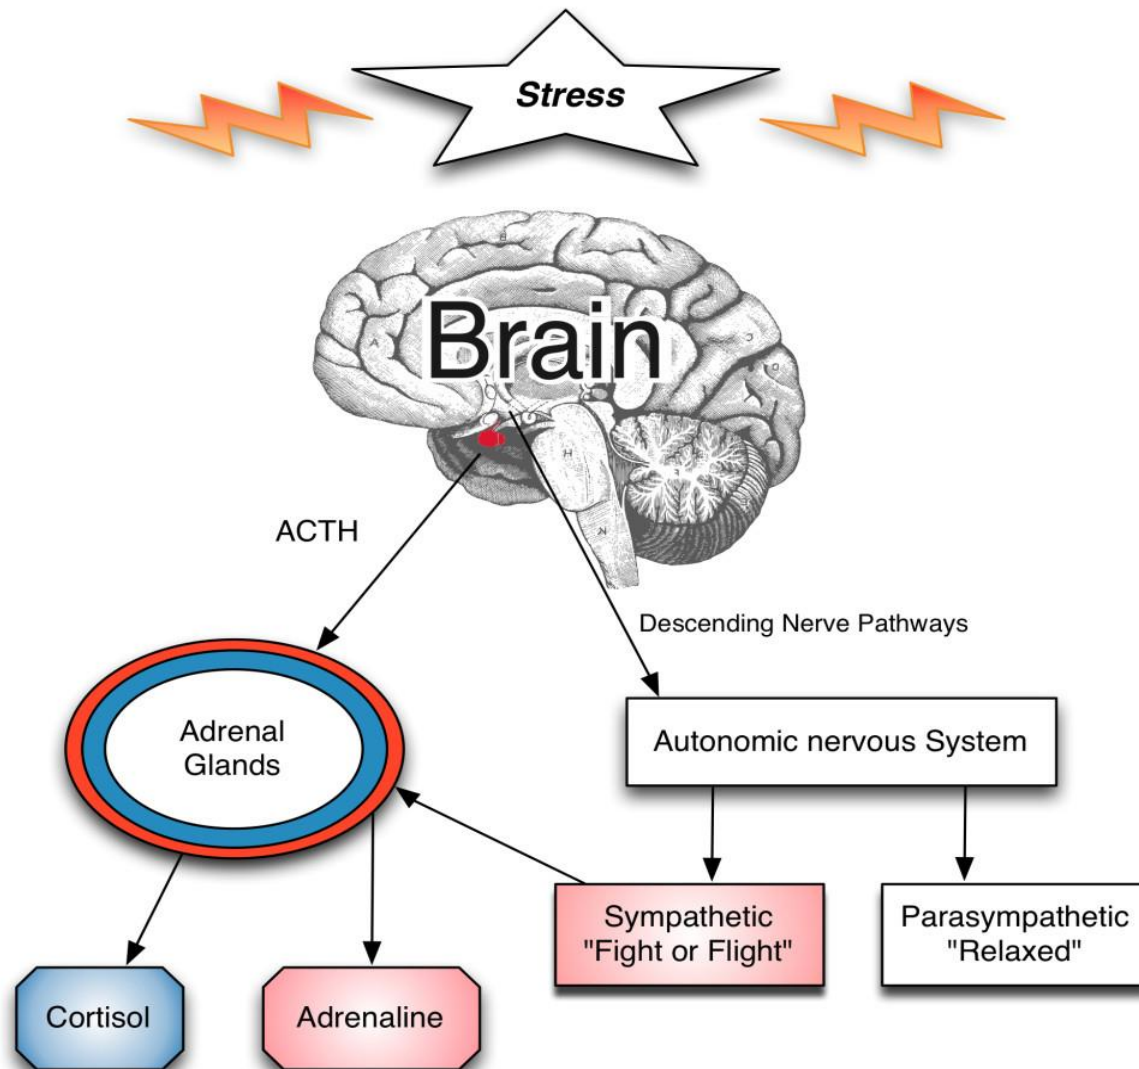 Stress
Brain
ACTH
Descending Nerve Pathways
Adrenal
Glands
Autonomic nervous System
Sympathetic
"Fight or Flight"
Parasympathetic
"Relaxed"
Cortisol
Adrenaline